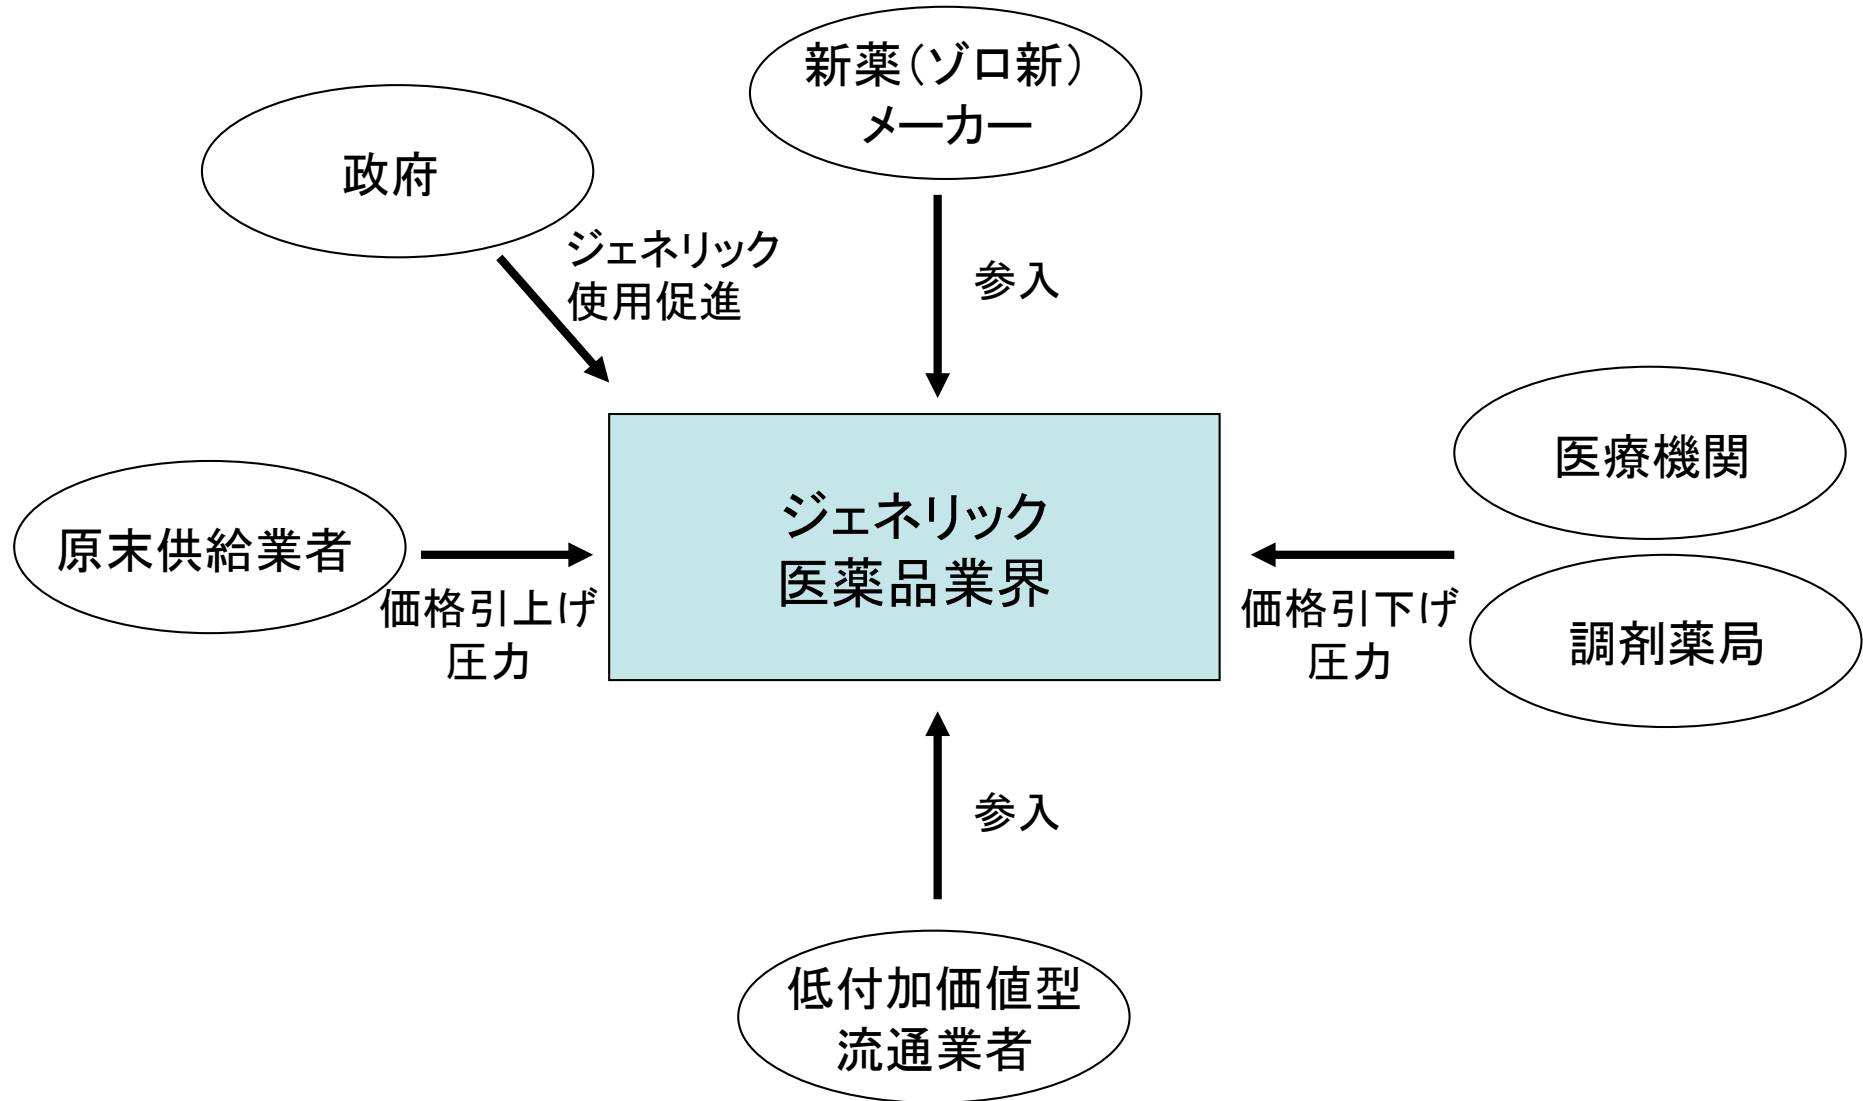 新薬（ゾロ新）
メーカー
政府
ジェネリック
使用促進
参入
医療機関
原末供給業者
ジェネリック
医薬品業界
価格引上げ
圧力
価格引下げ
圧力
調剤薬局
参入
低付加価値型
流通業者